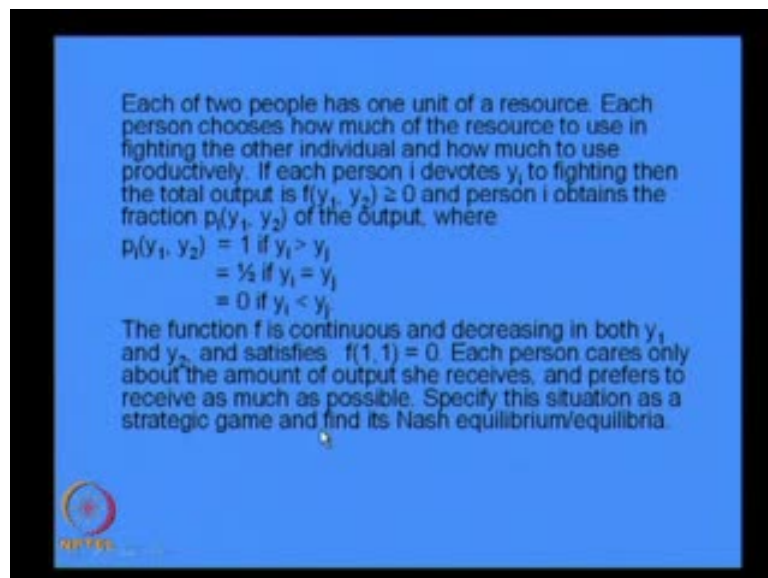 Each of two people has one unit of a resource. Each
person chooses how much of the resource to use in
fighting the other individual and how much to use
productively. If each person i devotes yᵢ to fighting then
the total output is f(y₁, y₂) ≥ 0 and person i obtains the
fraction pᵢ(y₁, y₂) of the output, where
pᵢ(y₁, y₂) = 1 if yᵢ > yⱼ
= ½ if yᵢ = yⱼ
= 0 if yᵢ < yⱼ
The function f is continuous and decreasing in both y₁
and y₂, and satisfies f(1,1) = 0. Each person cares only
about the amount of output she receives, and prefers to
receive as much as possible. Specify this situation as a
strategic game and find its Nash equilibrium/equilibria.
NPTEL